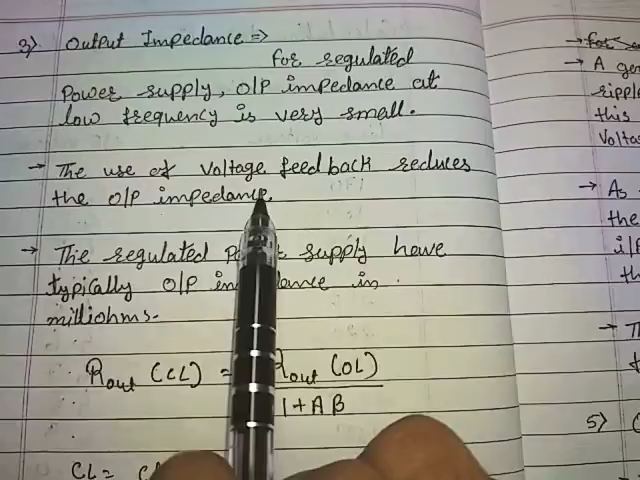 3) Output Impedance ⇒
for regulated
power supply, O/P impedance at
low frequency is very small.
→ The use of voltage feedback reduces
the O/P impedance
→ The regulated supply have
typically O/P in
milliohms.
Rout (CL) = Rout (OL)
1 + A β
CL =
→ A
this
→ As
the
i/
th
→ T
5)